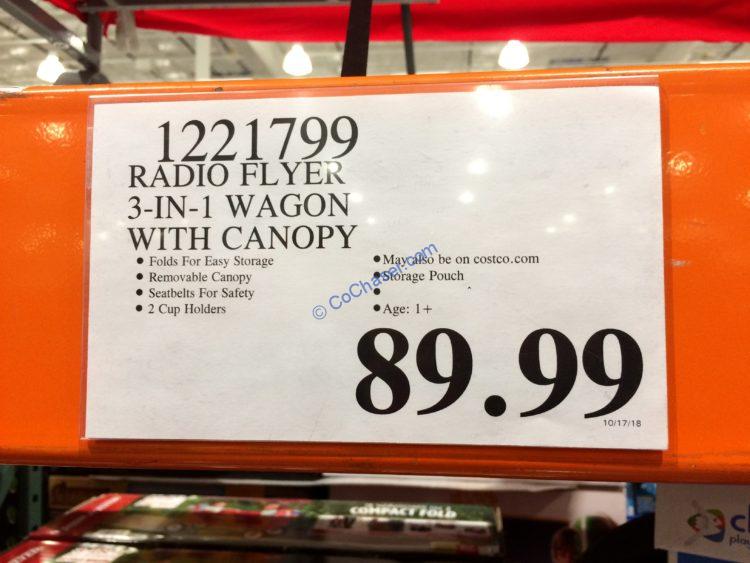 1221799
RADIO FLYER
3-IN-1 WAGON
WITH CANOPY
• Folds For Easy Storage
• Removable Canopy
• Seatbelts For Safety
• 2 Cup Holders
• May also be on costco.com
• Storage Pouch
•
• Age: 1+
© CoChaser.com
89.99
10/17/18
COMPACT FOLD